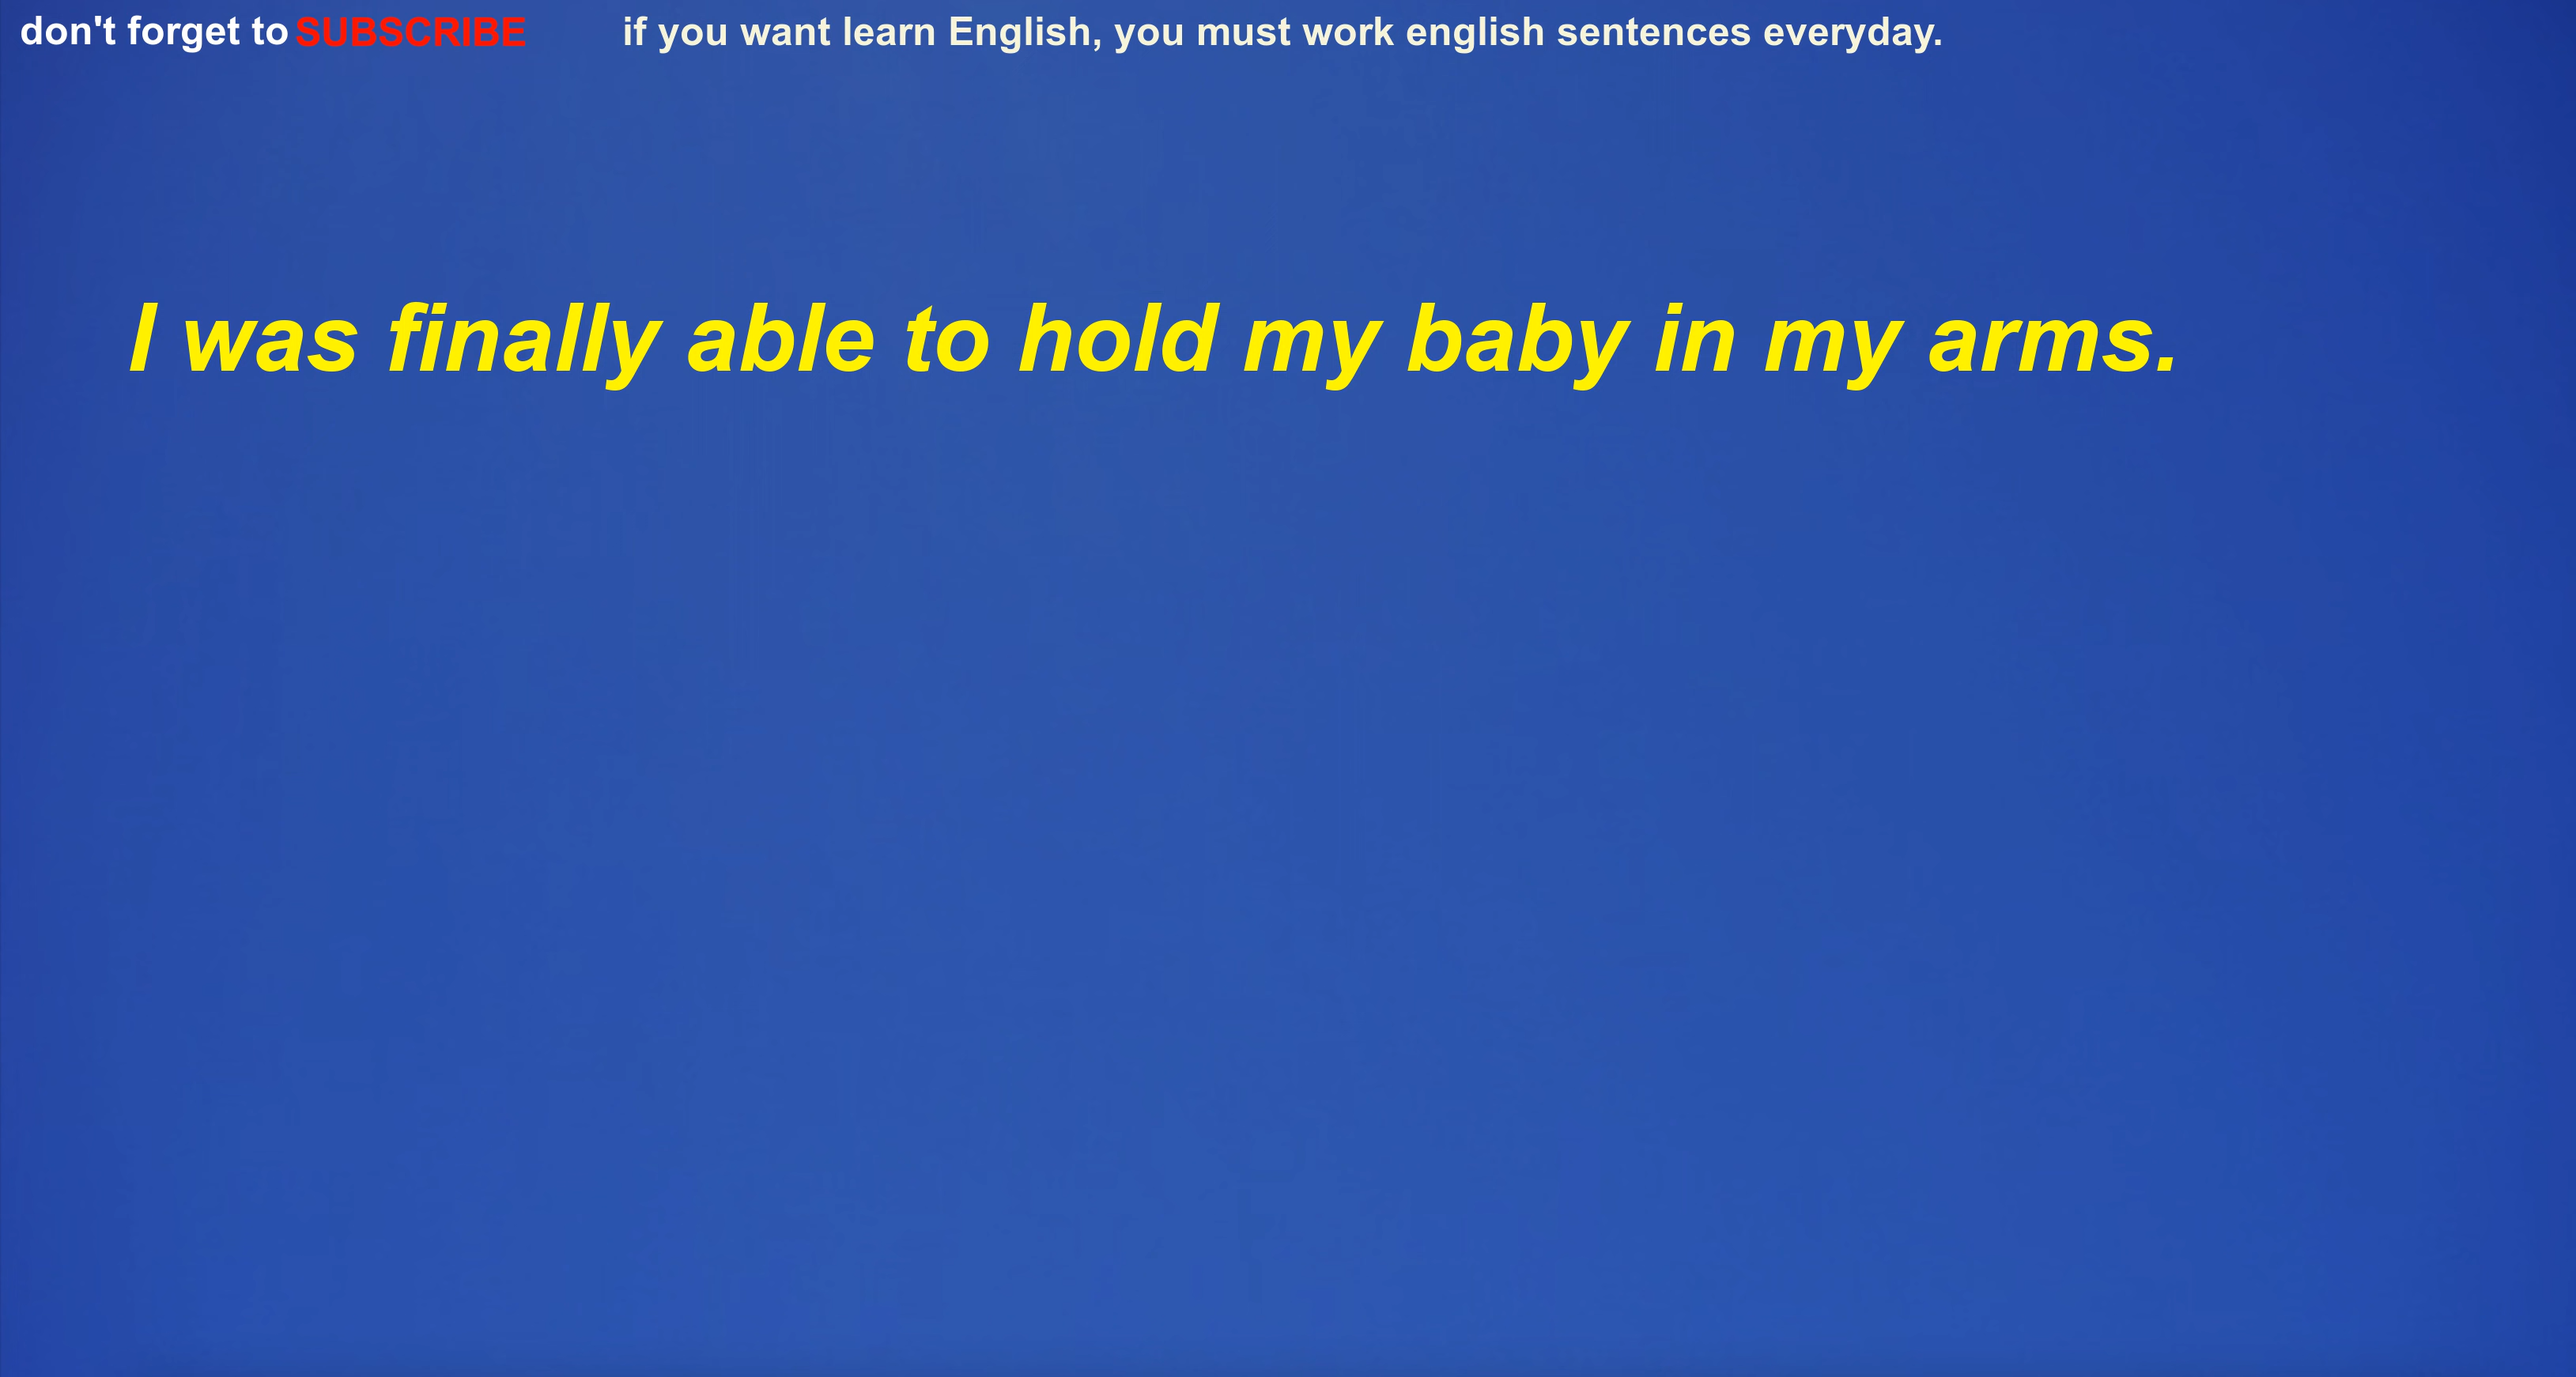 don't forget to SUBSCRIBE if you want learn English, you must work english sentences everyday.
I was finally able to hold my baby in my arms.